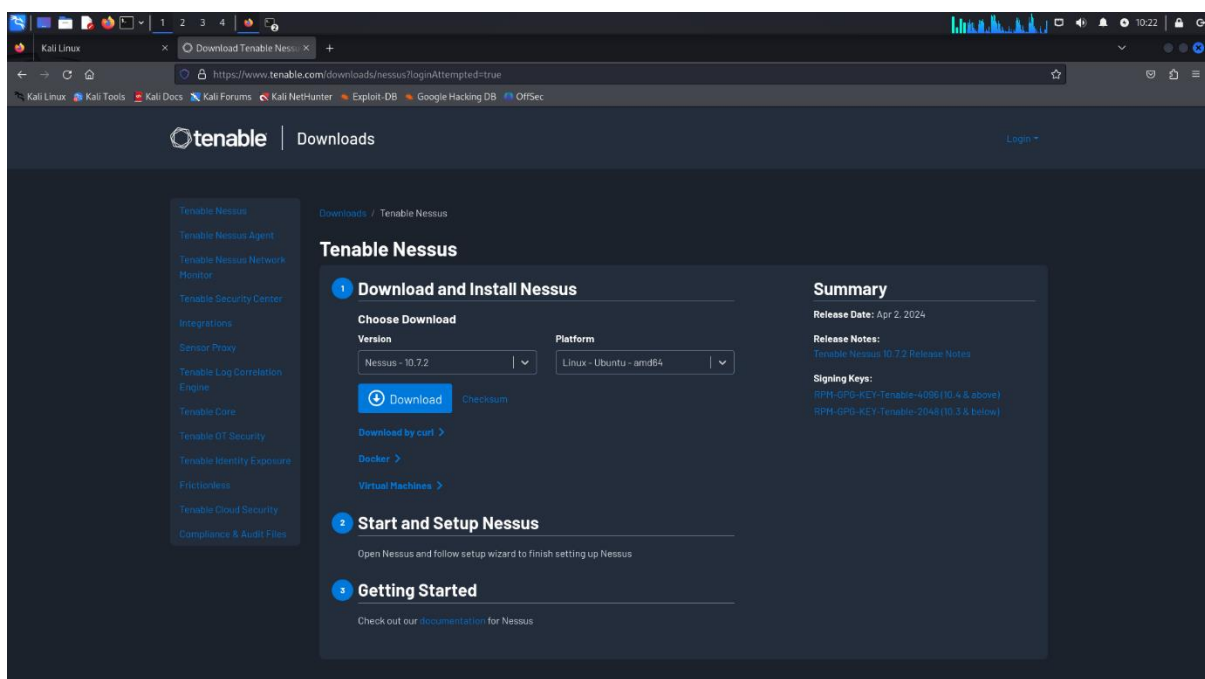 1 2 3 4
10:22
Kali Linux
Download Tenable Nessu
https://www.tenable.com/downloads/nessus?loginAttempted=true
Kali Linux Kali Tools Kali Docs Kali Forums Kali NetHunter Exploit-DB Google Hacking DB OffSec
tenable Downloads
Login
Tenable Nessus
Tenable Nessus Agent
Tenable Nessus Network
Monitor
Tenable Security Center
Integrations
Sensor Proxy
Tenable Log Correlation
Engine
Tenable Core
Tenable OT Security
Tenable Identity Exposure
Frictionless
Tenable Cloud Security
Compliance & Audit Files
Downloads / Tenable Nessus
Tenable Nessus
1 Download and Install Nessus
Choose Download
Version Platform
Nessus - 10.7.2 Linux - Ubuntu - amd64
Download Checksum
Download by curl
Docker
Virtual Machines
2 Start and Setup Nessus
Open Nessus and follow setup wizard to finish setting up Nessus
3 Getting Started
Check out our documentation for Nessus
Summary
Release Date: Apr 2, 2024
Release Notes:
Tenable Nessus 10.7.2 Release Notes
Signing Keys:
RPM-GPG-KEY-Tenable-4096 (10.4 & above)
RPM-GPG-KEY-Tenable-2048 (10.3 & below)